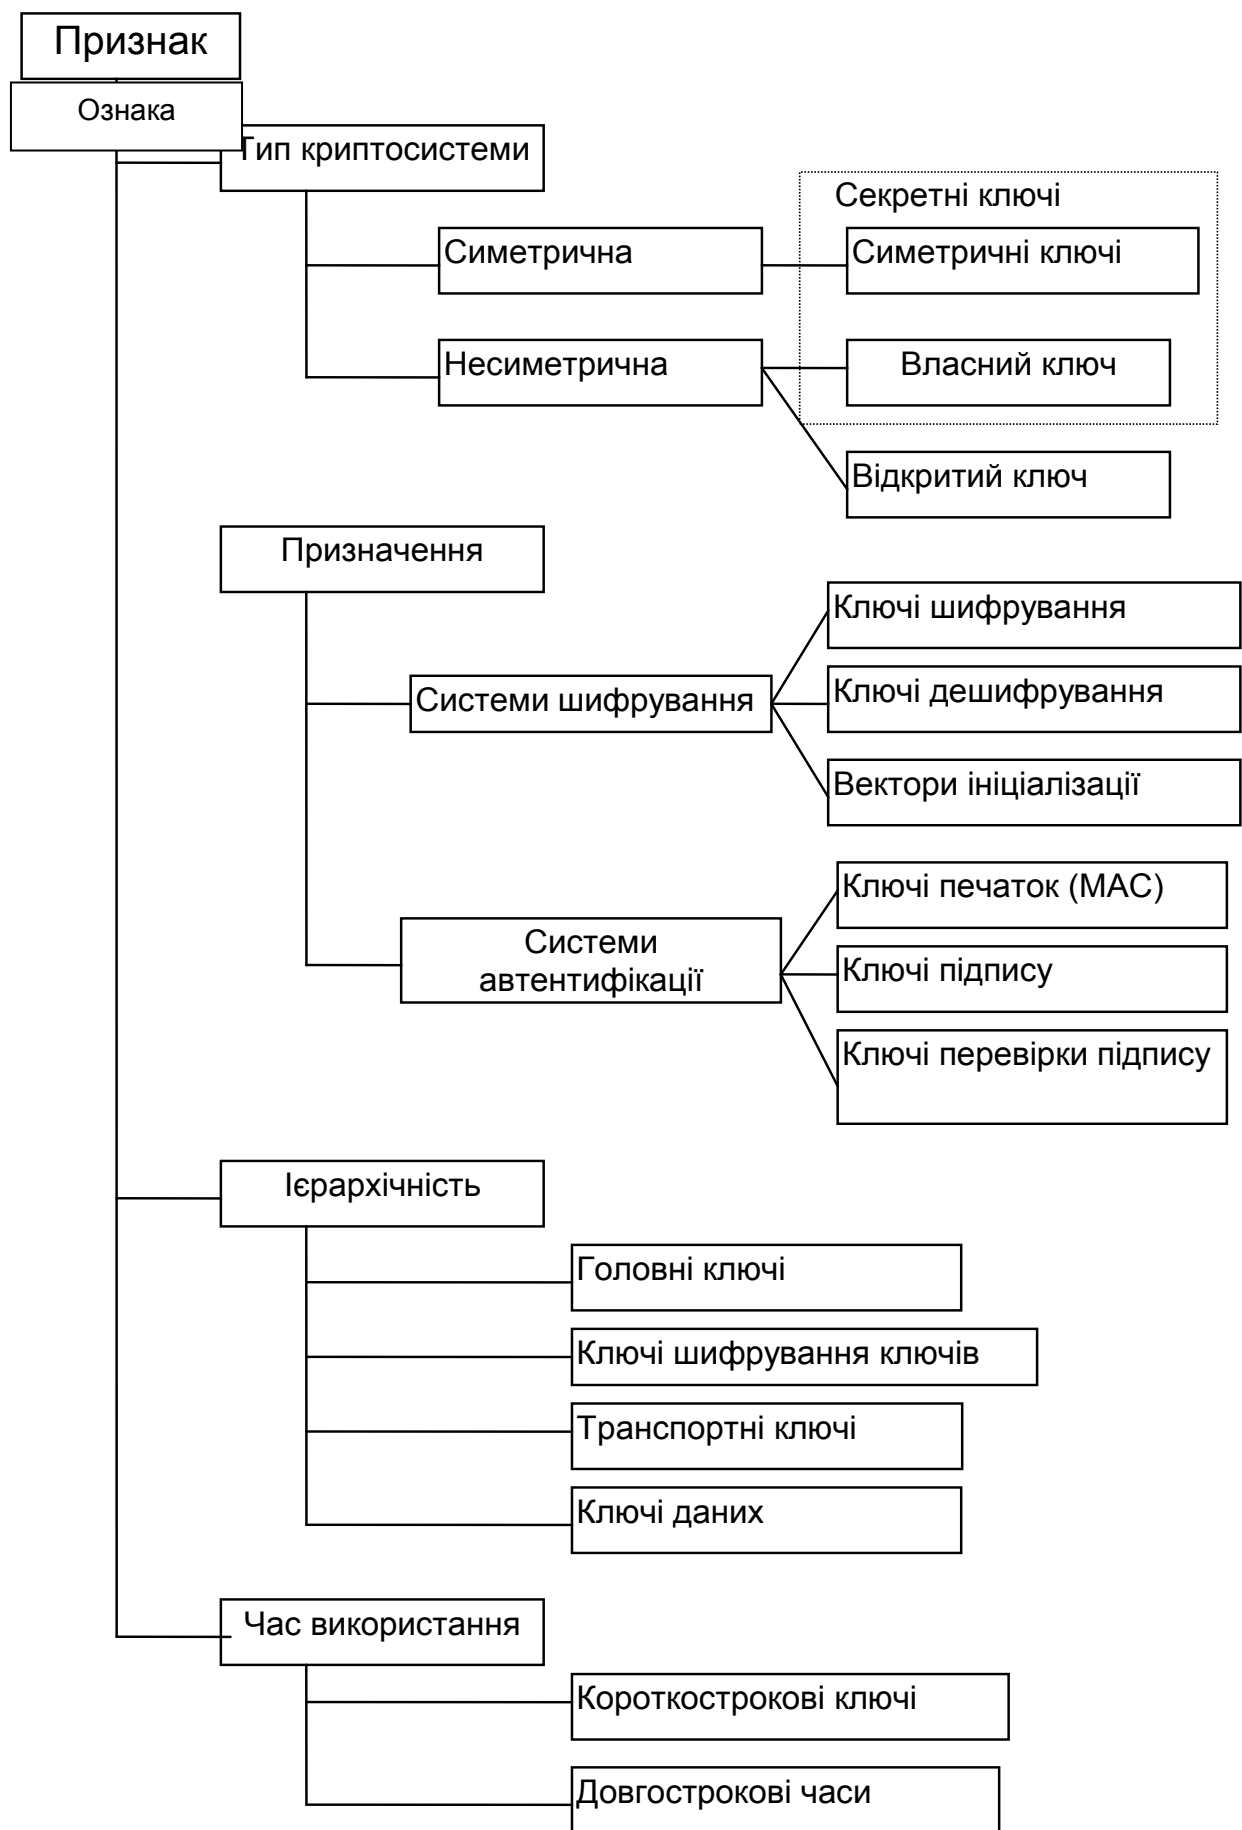 Признак
Ознака
Тип криптосистеми
Секретні ключі
Симетрична
Симетричні ключі
Несиметрична
Власний ключ
Відкритий ключ
Призначення
Ключі шифрування
Системи шифрування
Ключі дешифрування
Вектори ініціалізації
Ключі печаток (МАС)
Системи
автентифікації
Ключі підпису
Ключі перевірки підпису
Ієрархічність
Головні ключі
Ключі шифрування ключів
Транспортні ключі
Ключі даних
Час використання
Короткострокові ключі
Довгострокові часи